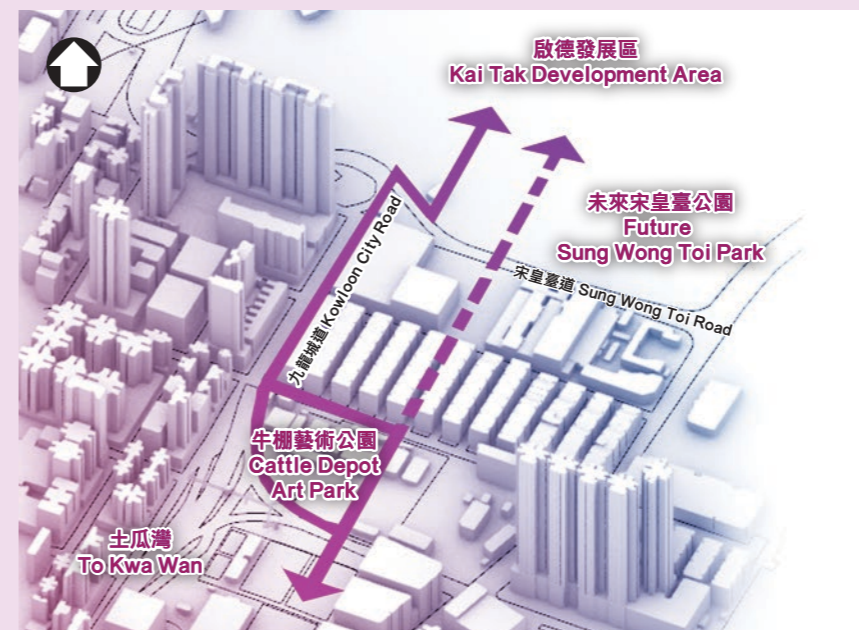 啟德發展區
Kai Tak Development Area
未來宋皇臺公園
Future
Sung Wong Toi Park
九龍城道 Kowloon City Road
宋皇臺道 Sung Wong Toi Road
牛棚藝術公園
Cattle Depot
Art Park
土瓜灣
To Kwa Wan